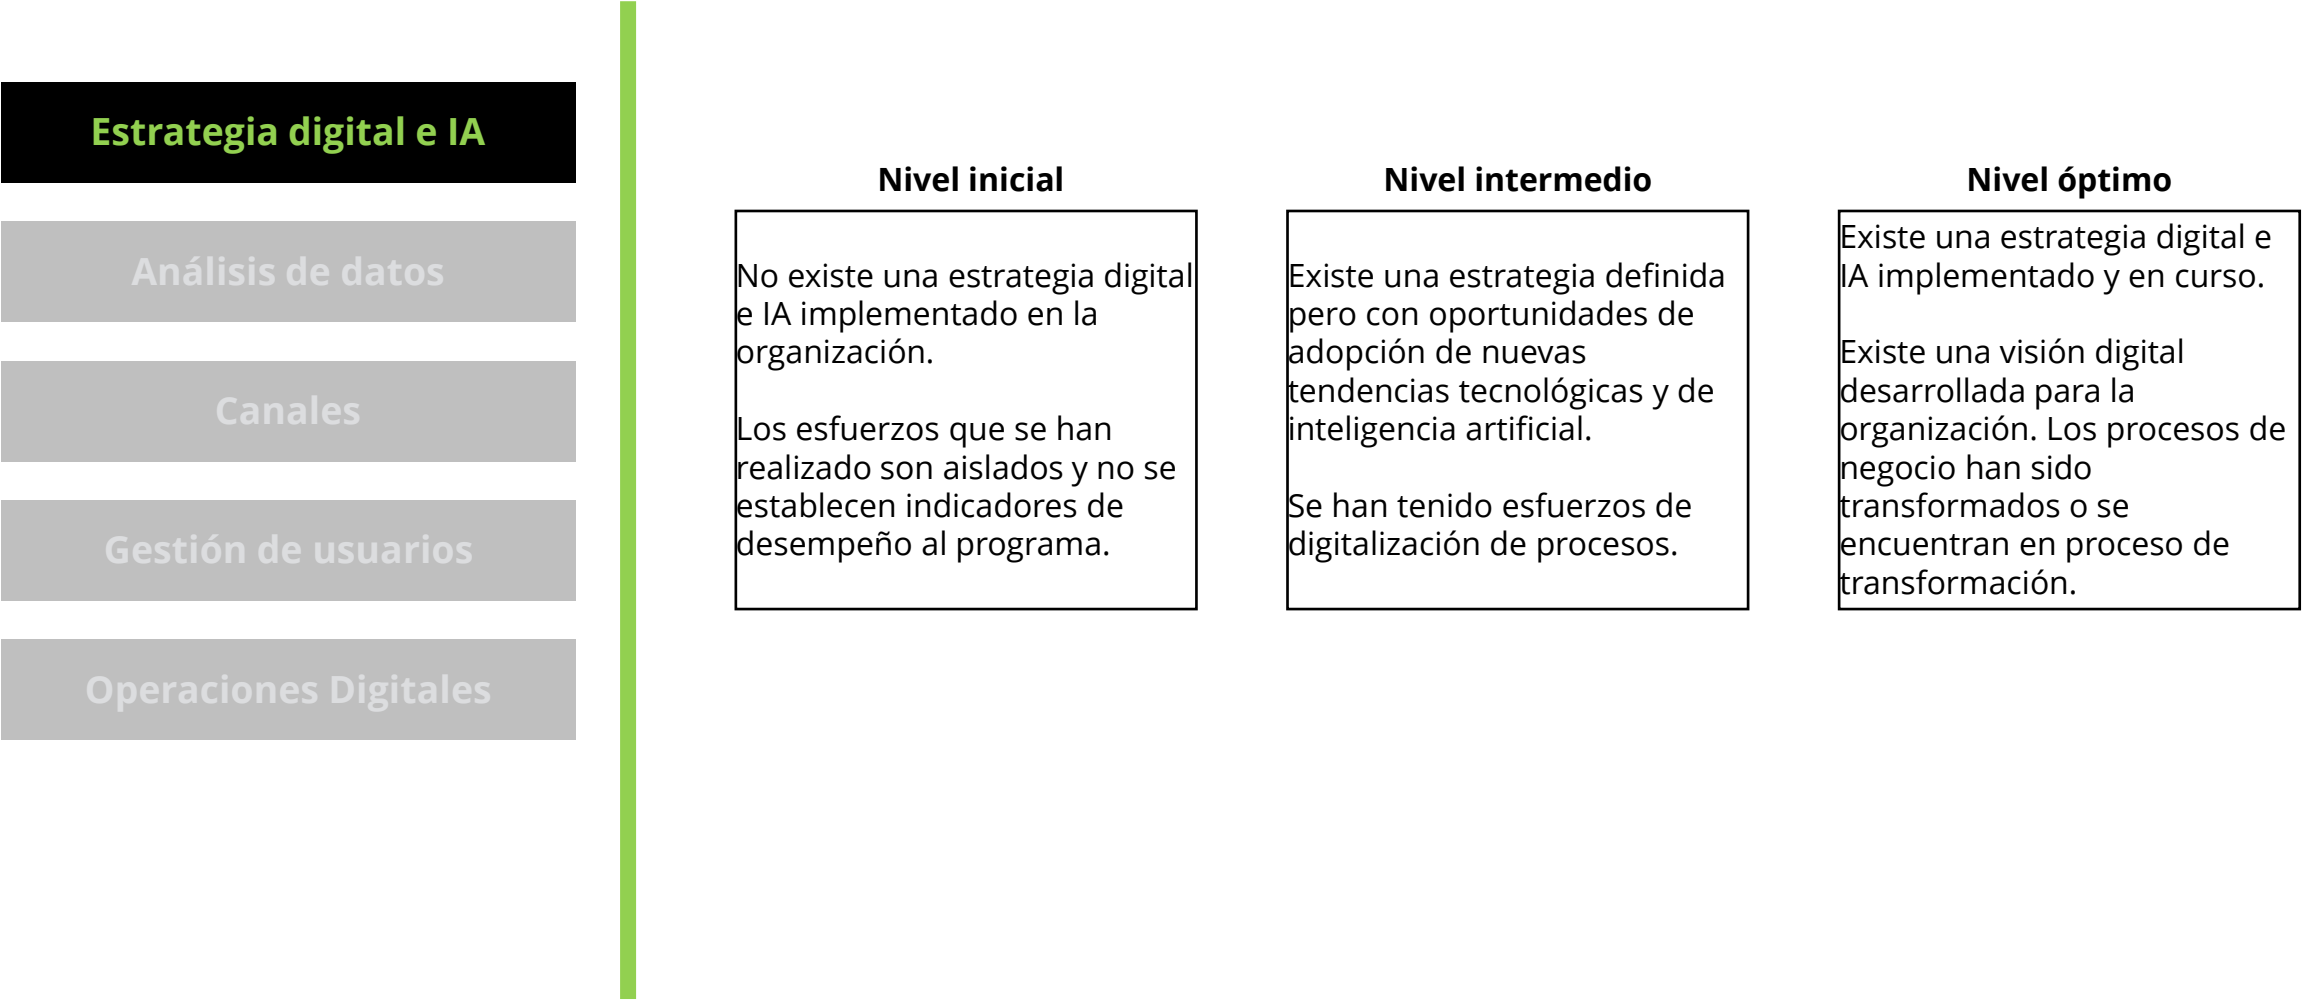 Estrategia digital e IA
Análisis de datos
Canales
Gestión de usuarios
Operaciones Digitales
Nivel inicial
No existe una estrategia digital
e IA implementado en la
organización.
Los esfuerzos que se han
realizado son aislados y no se
establecen indicadores de
desempeño al programa.
Nivel intermedio
Existe una estrategia definida
pero con oportunidades de
adopción de nuevas
tendencias tecnológicas y de
inteligencia artificial.
Se han tenido esfuerzos de
digitalización de procesos.
Nivel óptimo
Existe una estrategia digital e
IA implementado y en curso.
Existe una visión digital
desarrollada para la
organización. Los procesos de
negocio han sido
transformados o se
encuentran en proceso de
transformación.